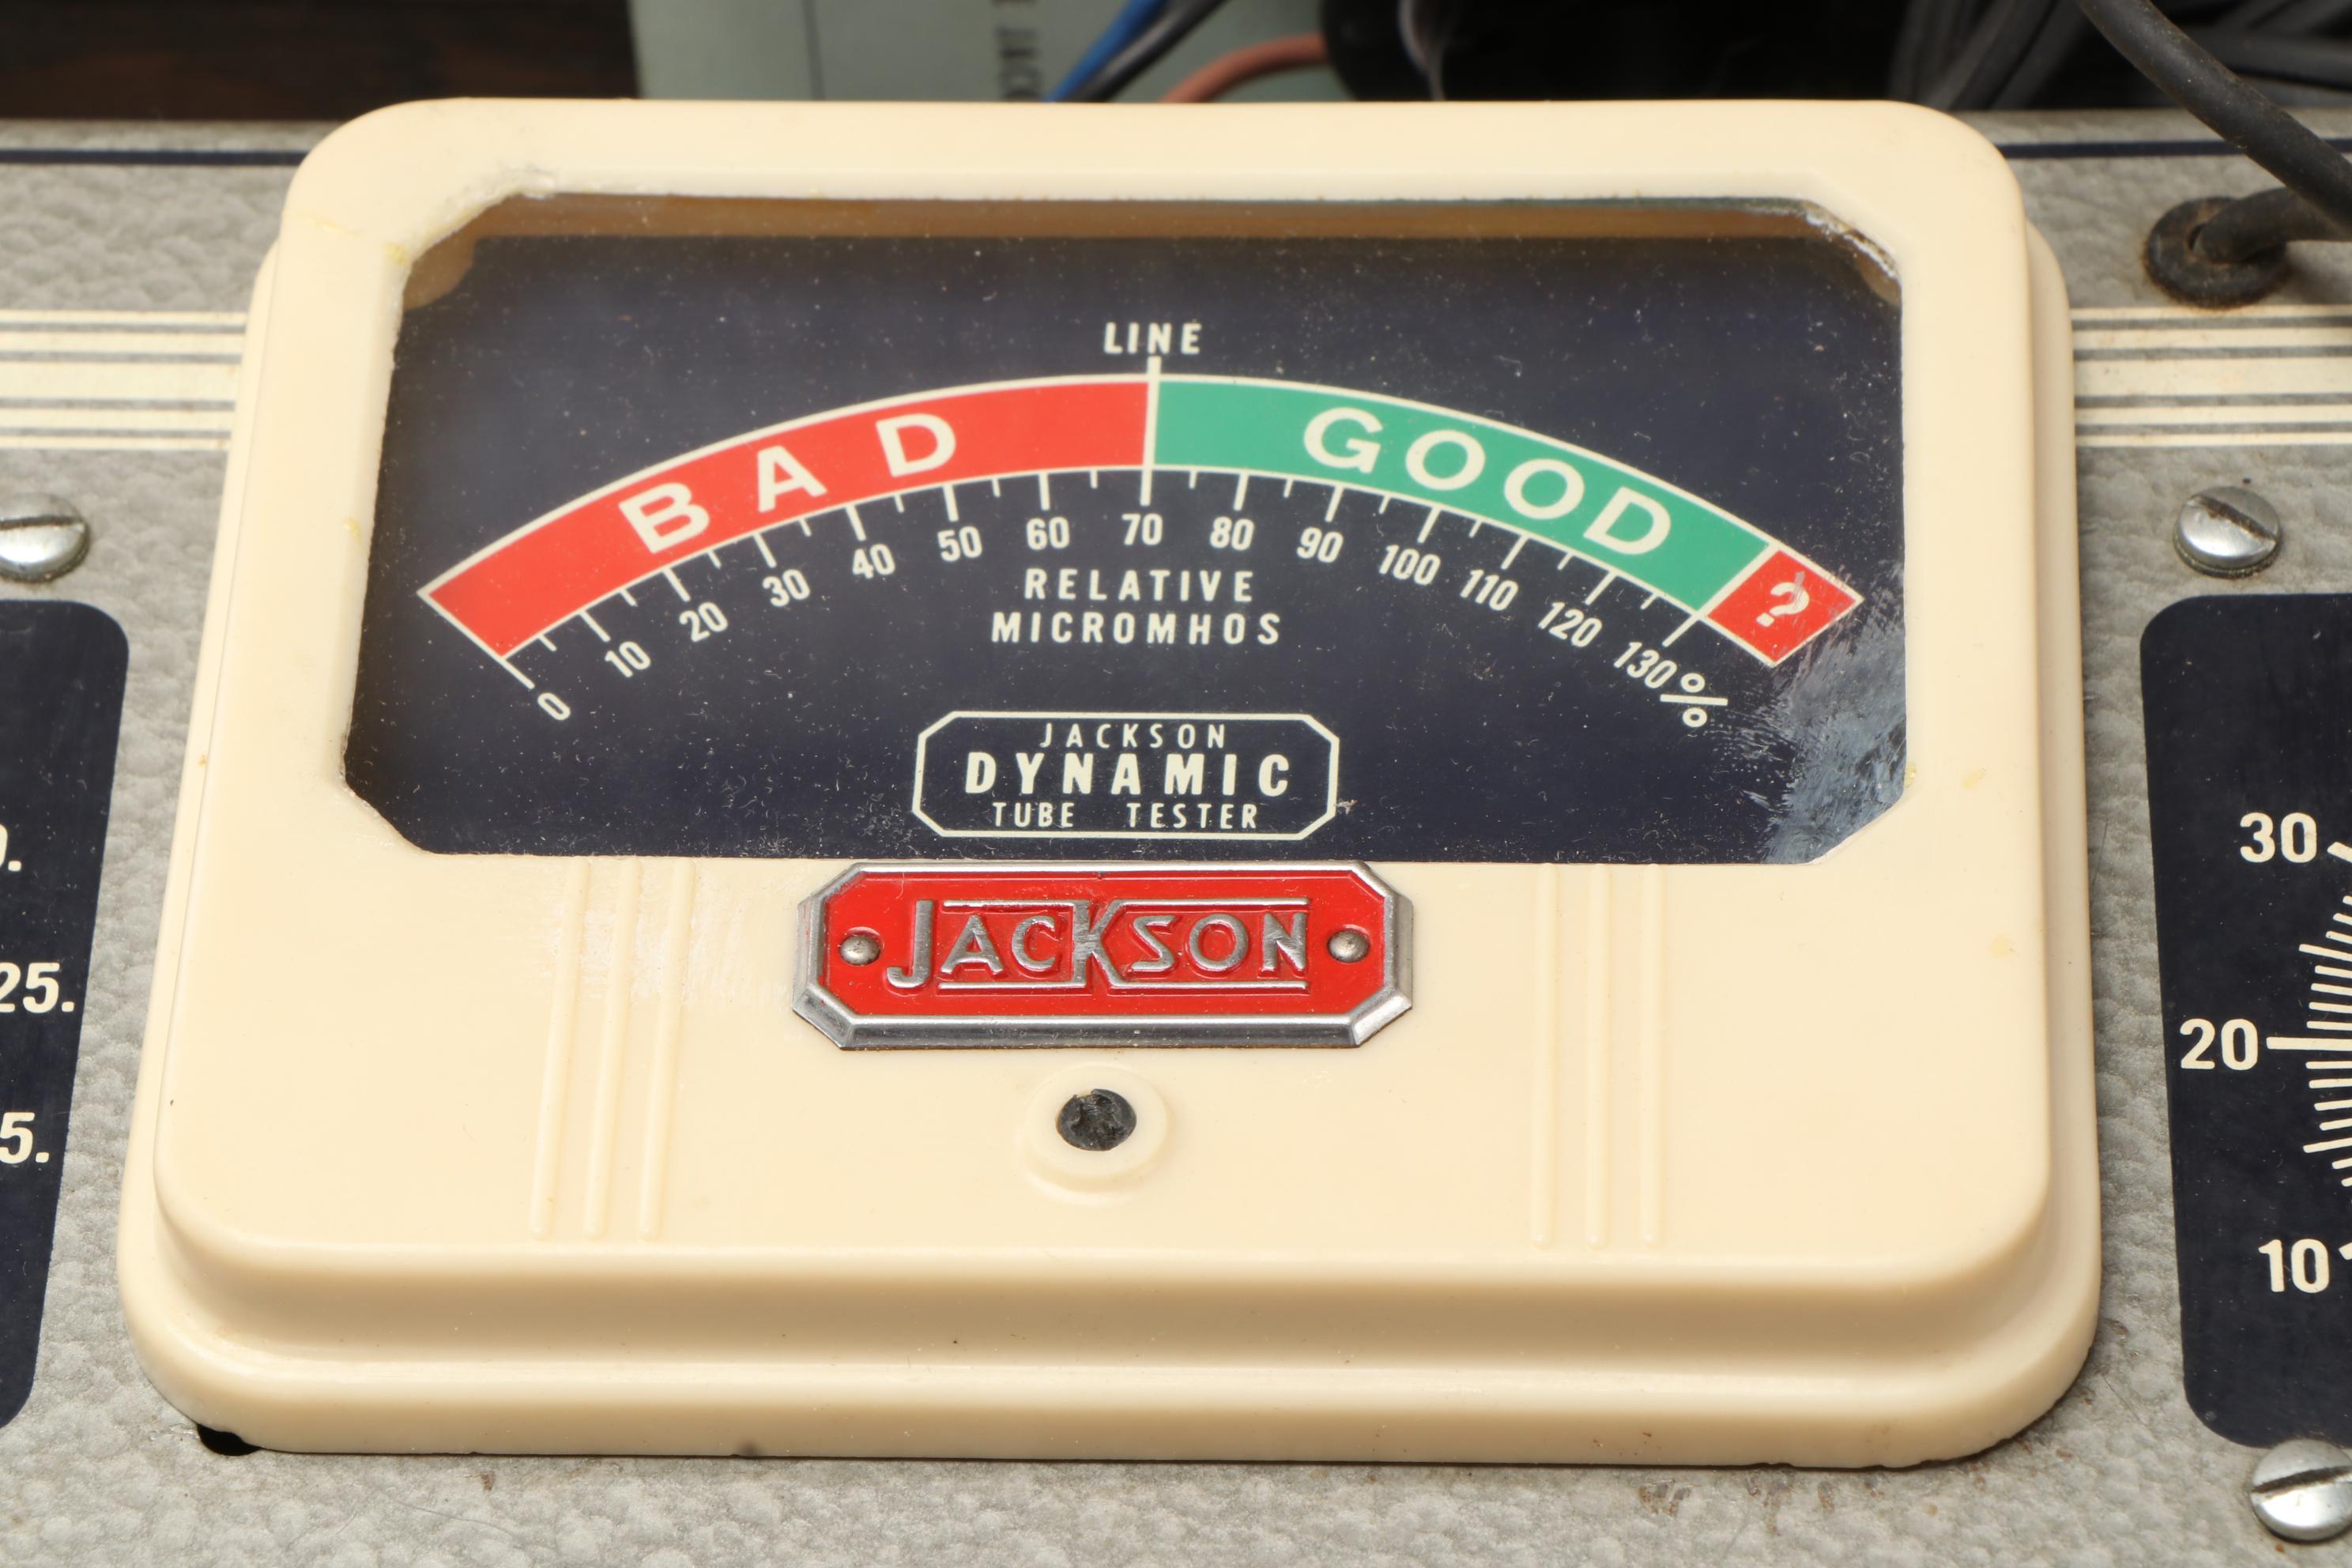 LINE
BAD GOOD ?
0 10 20 30 40 50 60 70 80 90 100 110 120 130%
RELATIVE
MICROMHOS
JACKSON
DYNAMIC
TUBE TESTER
JACKSON
25.
5.
30
20
10